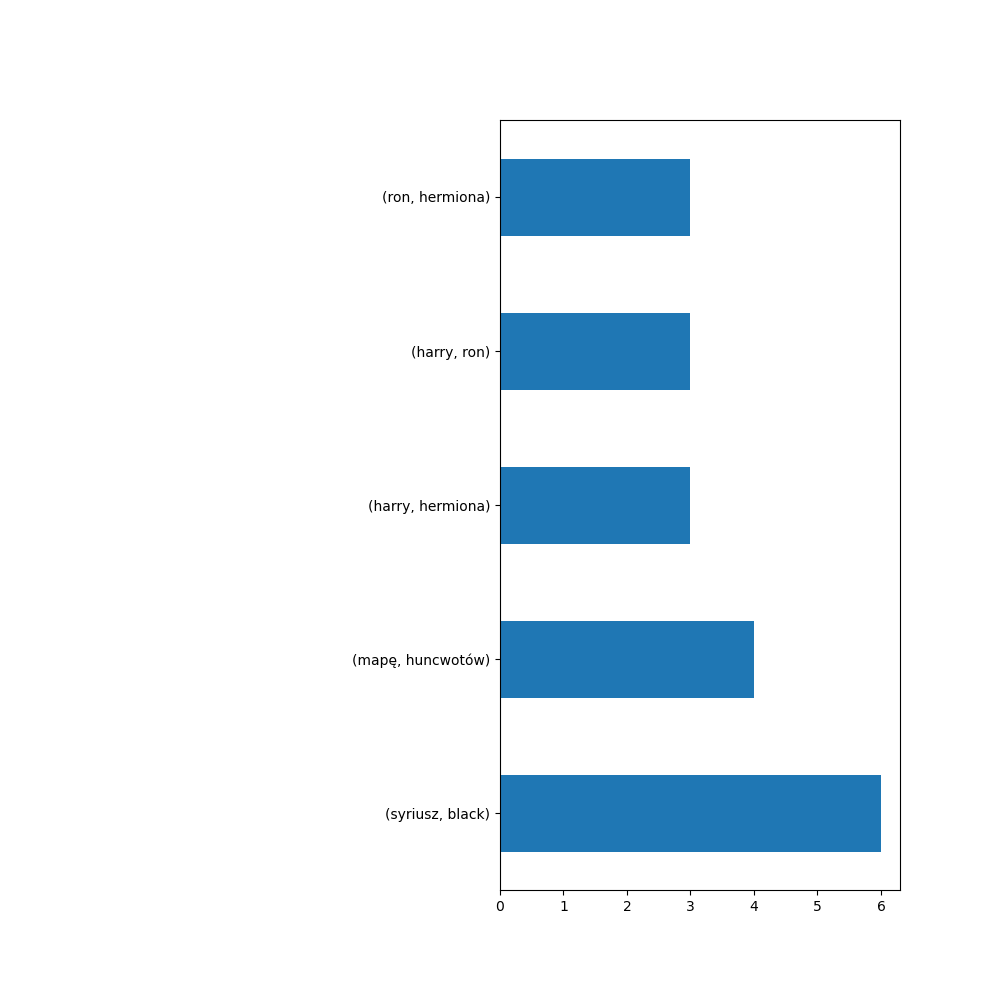 (ron, hermiona)
(harry, ron)
(harry, hermiona)
(mapę, huncwotów)
(syriusz, black)
0 1 2 3 4 5 6